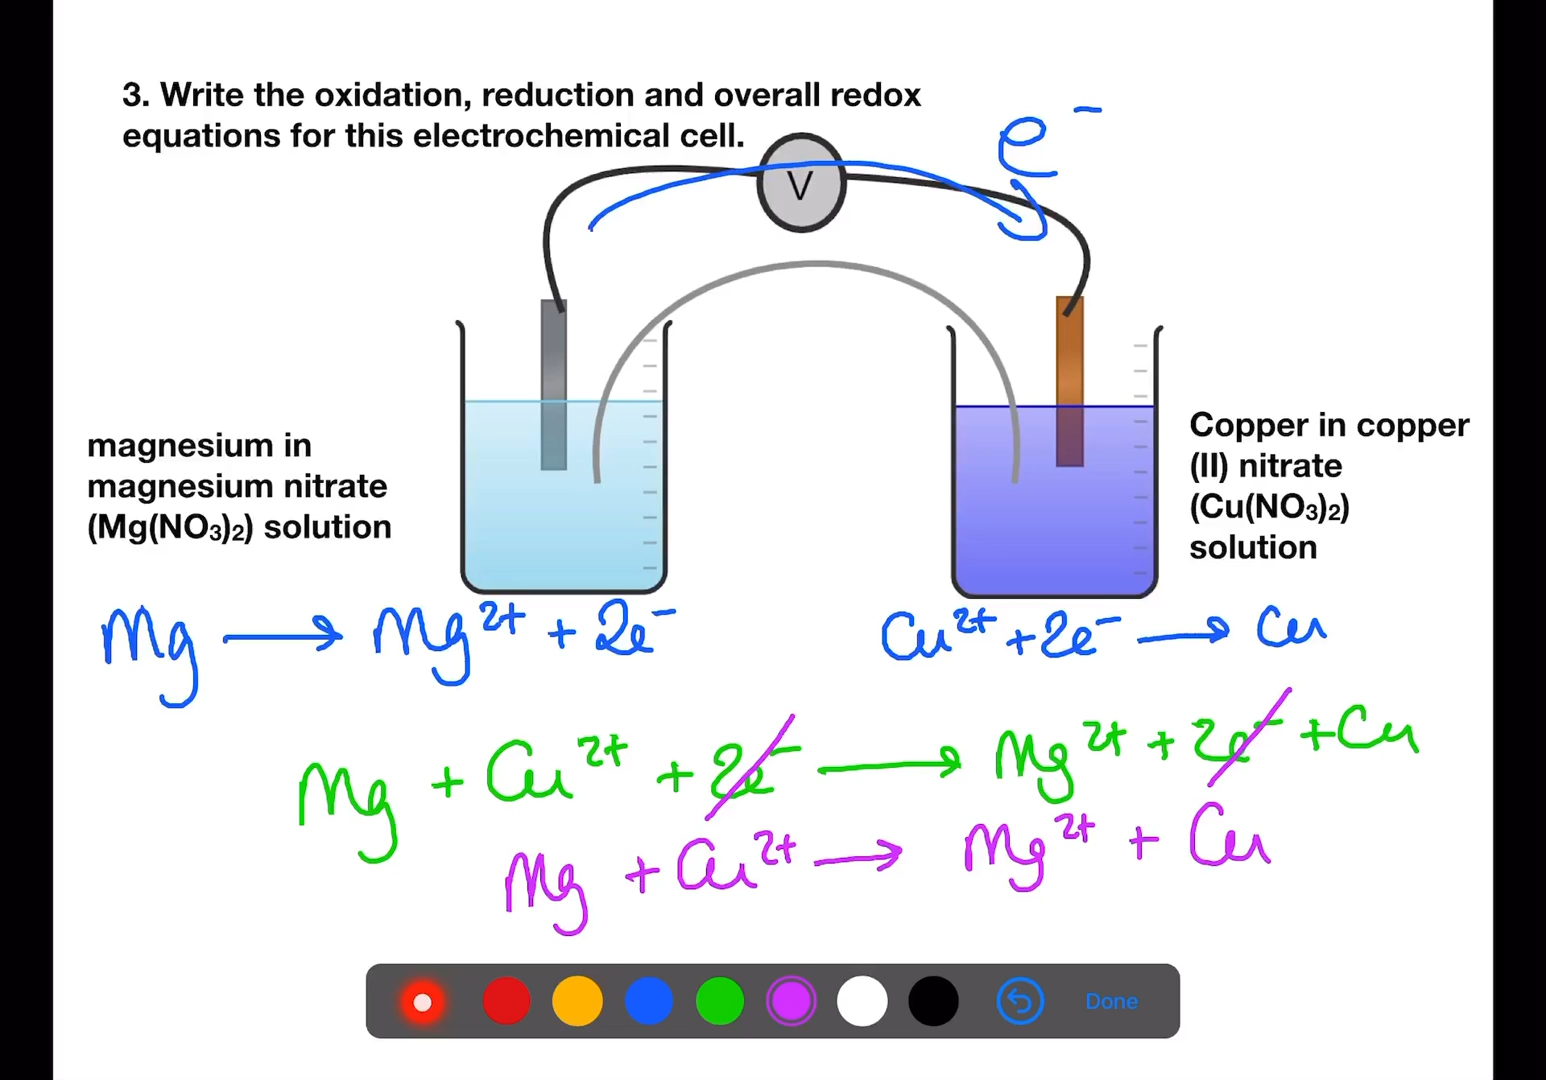 3. Write the oxidation, reduction and overall redox
equations for this electrochemical cell.
e⁻
V
magnesium in
magnesium nitrate
(Mg(NO₃)₂) solution
Copper in copper
(II) nitrate
(Cu(NO₃)₂)
solution
Mg ⟶ Mg²⁺ + 2e⁻
Cu²⁺ + 2e⁻ ⟶ Cu
Mg + Cu²⁺ + 2e⁻ ⟶ Mg²⁺ + 2e⁻ + Cu
Mg + Cu²⁺ ⟶ Mg²⁺ + Cu
Done